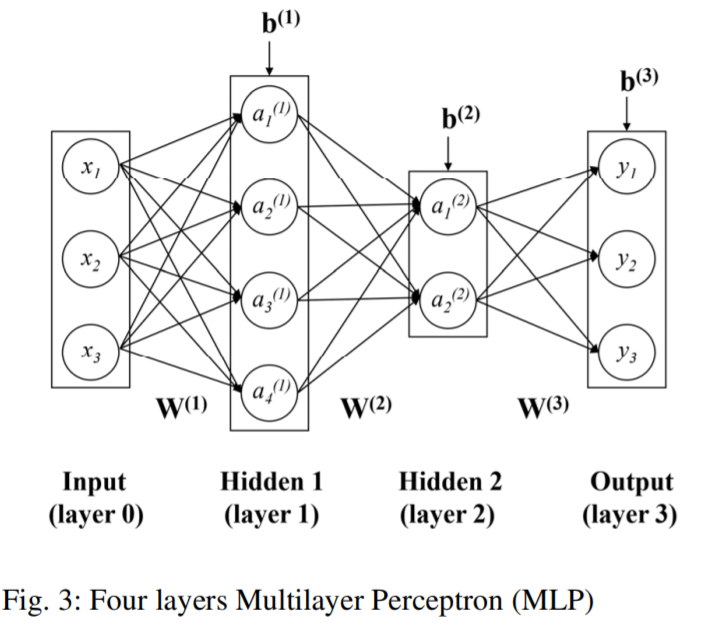 b(1)
b(2)
b(3)
x1
x2
x3
a1(1)
a2(1)
a3(1)
a4(1)
a1(2)
a2(2)
y1
y2
y3
W(1)
W(2)
W(3)
Input
(layer 0)
Hidden 1
(layer 1)
Hidden 2
(layer 2)
Output
(layer 3)
Fig. 3: Four layers Multilayer Perceptron (MLP)